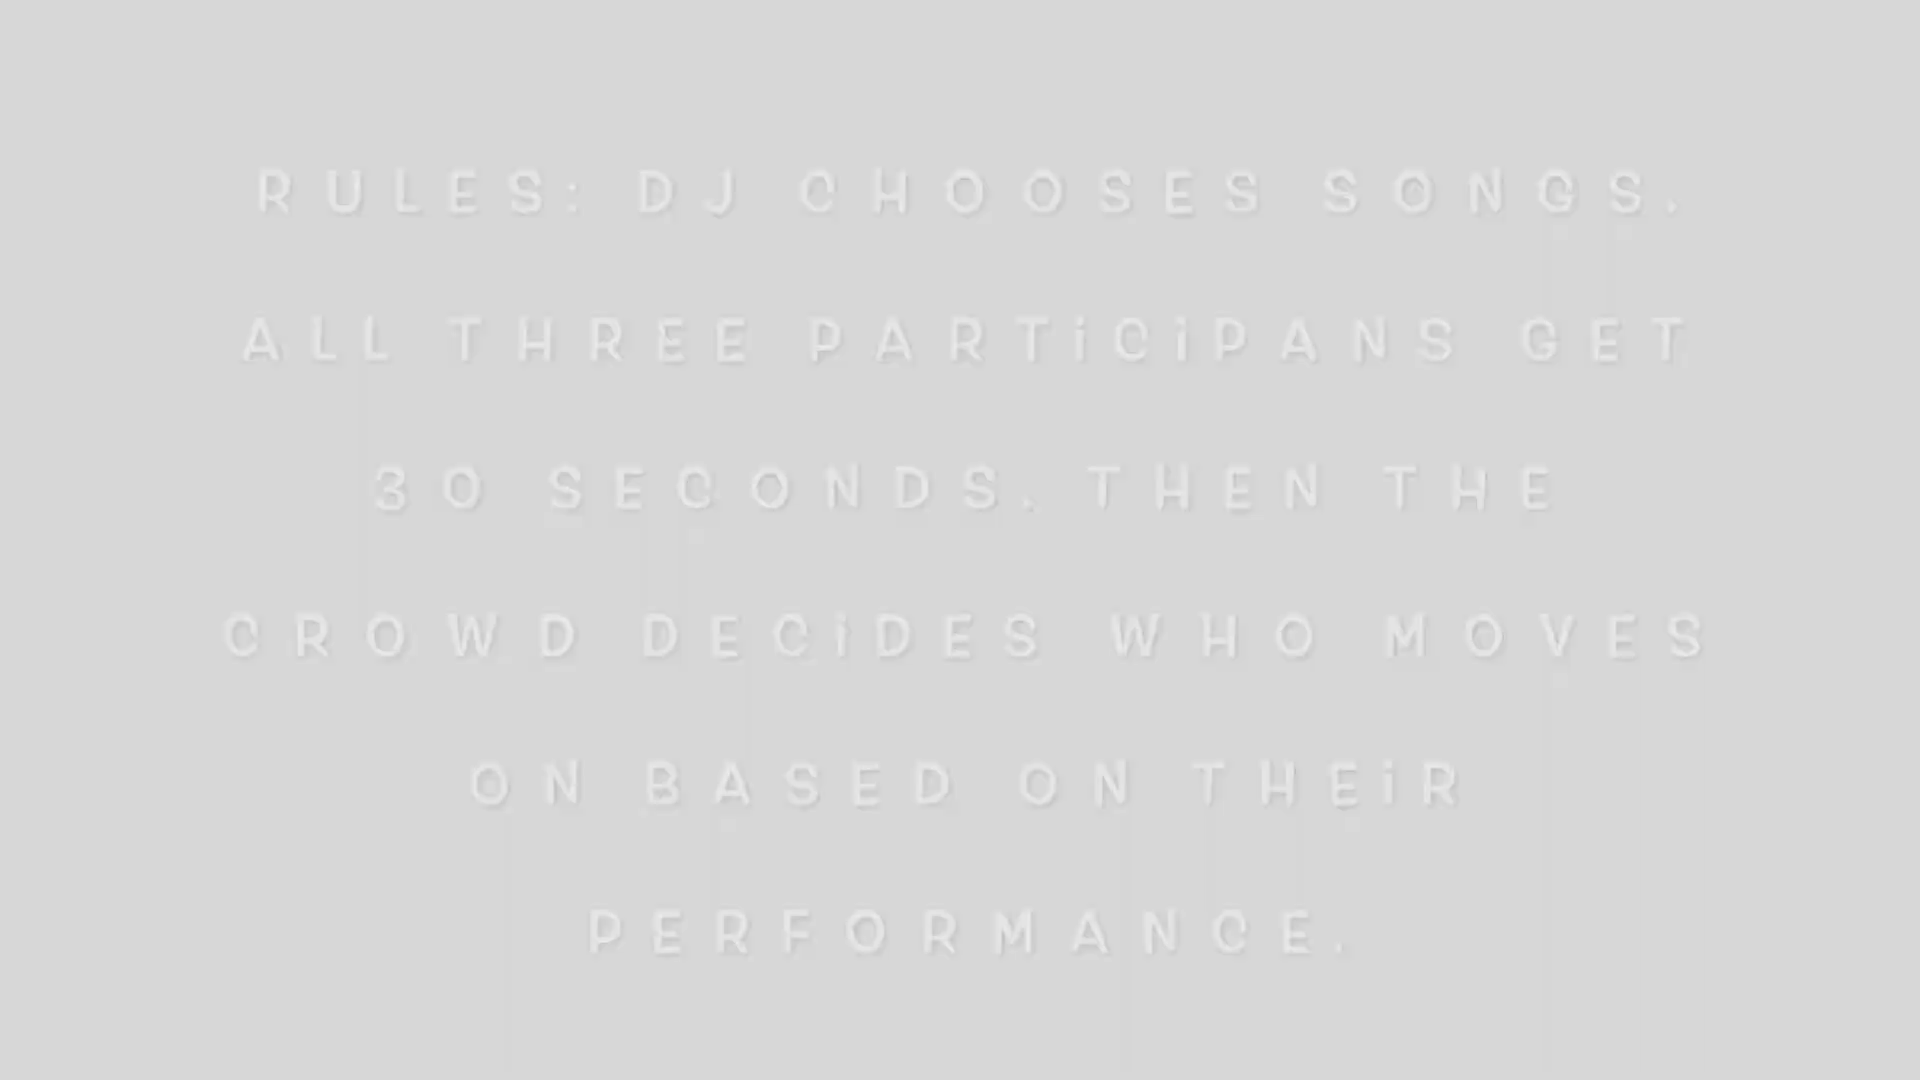 RULES: DJ CHOOSES SONGS.
ALL THREE PARTiCiPANS GET
30 SECONDS. THEN THE
CROWD DECiDES WHO MOVES
ON BASED ON THEiR
PERFORMANCE.